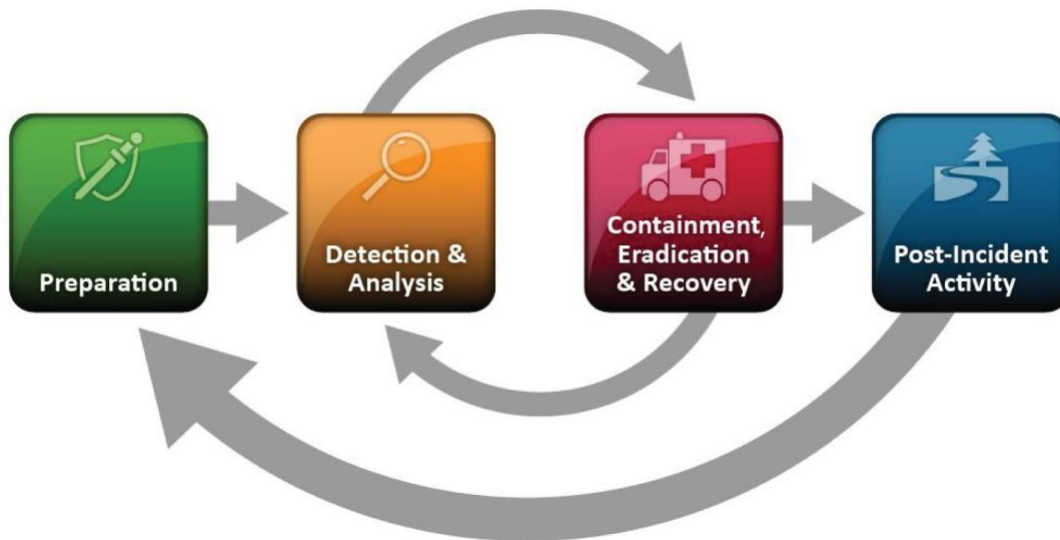 Preparation
Detection &
Analysis
Containment,
Eradication
& Recovery
Post-Incident
Activity